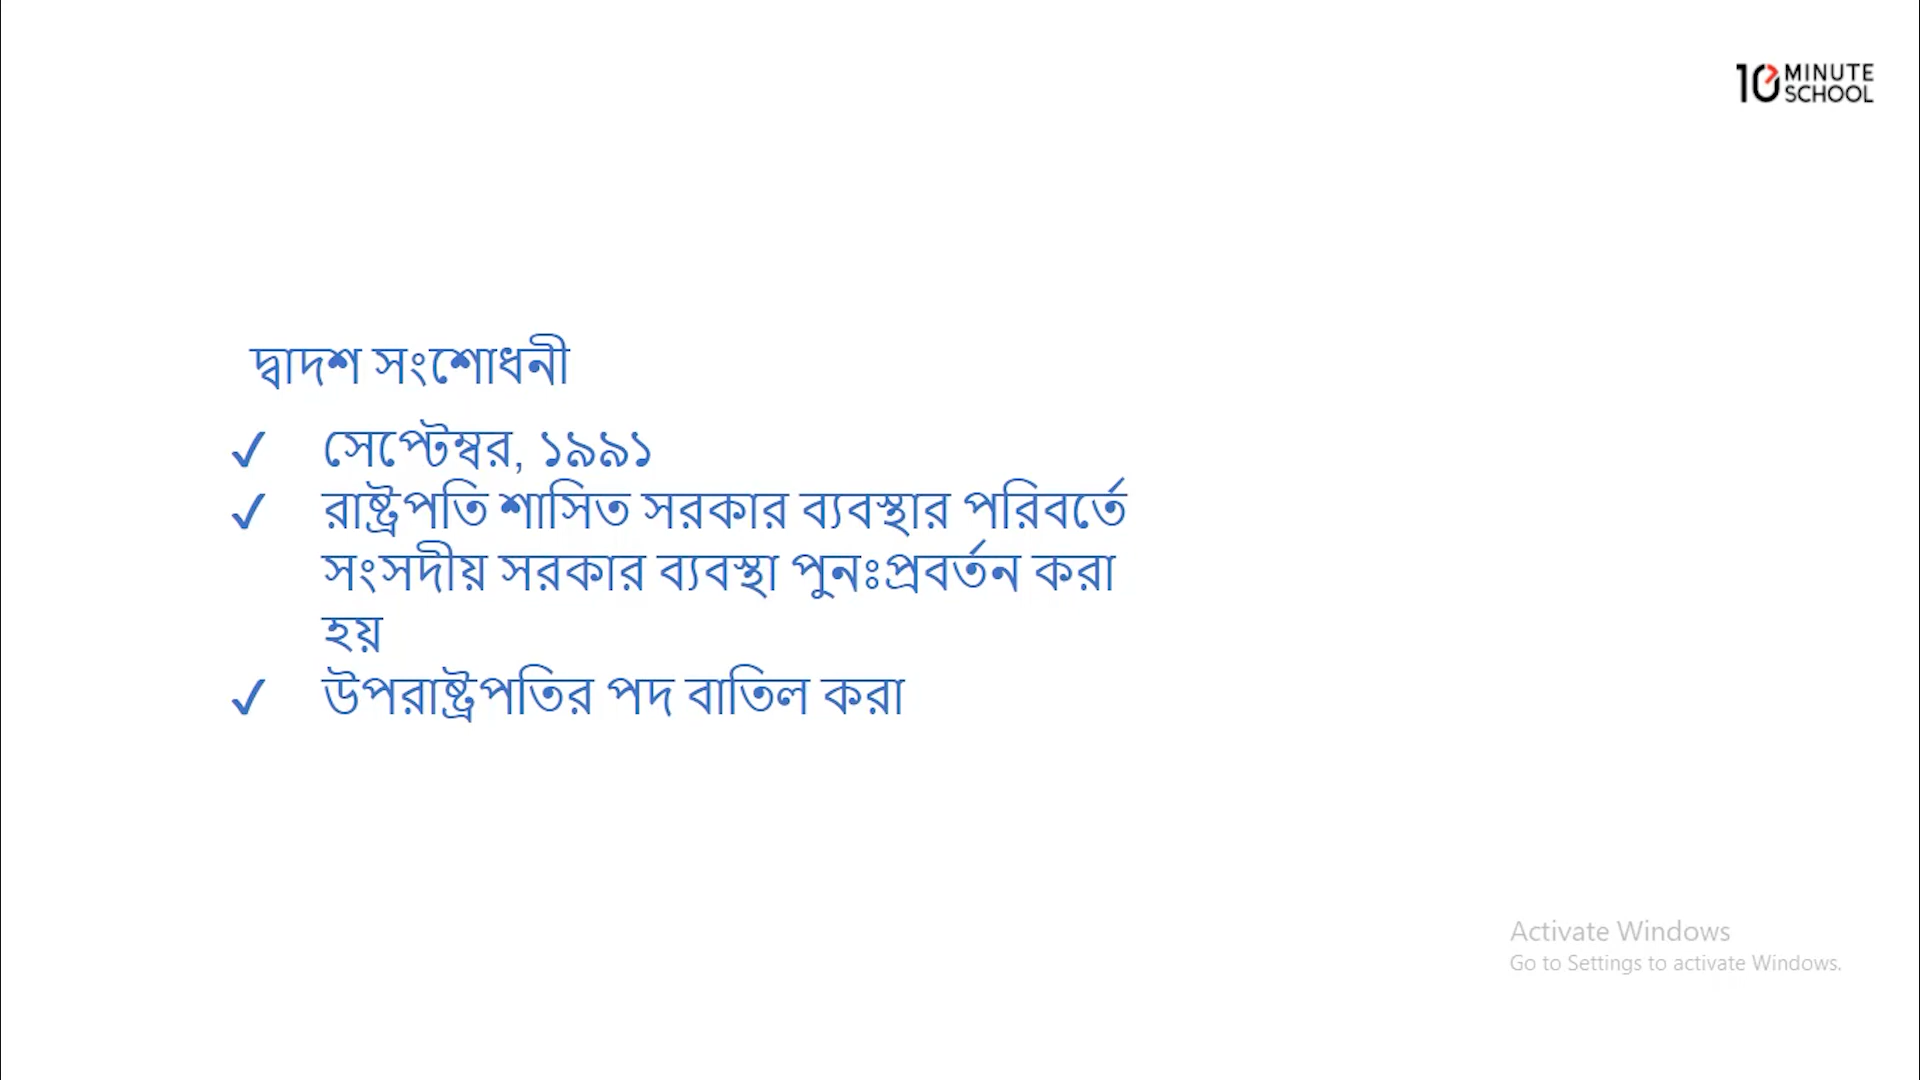 10 MINUTE
SCHOOL
দ্বাদশ সংশোধনী
✓ সেপ্টেম্বর, ১৯৯১
✓ রাষ্ট্রপতি শাসিত সরকার ব্যবস্থার পরিবর্তে
সংসদীয় সরকার ব্যবস্থা পুনঃপ্রবর্তন করা
হয়
✓ উপরাষ্ট্রপতির পদ বাতিল করা
Activate Windows
Go to Settings to activate Windows.